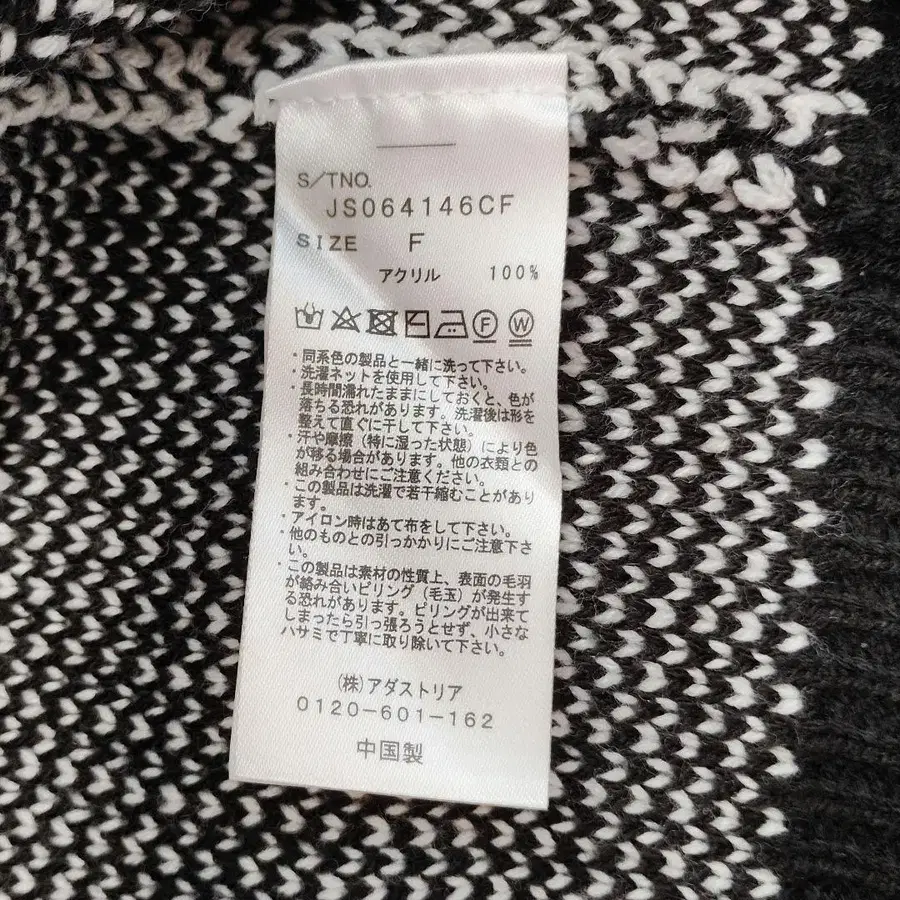 S/TNO.
JS064146CF
SIZE F
アクリル 100%
F W
・同系色の製品と一緒に洗って下さい。
・洗濯ネットを使用して下さい。
・長時間濡れたままにしておくと、色が
落ちる恐れがあります。洗濯後は形を
整えて直ぐに干して下さい。
・汗や摩擦（特に湿った状態）により色
が移る場合があります。他の衣類との
組み合わせにご注意ください。
・この製品は洗濯で若干縮むことがあり
ます。
・アイロン時はあて布をして下さい。
・他のものとの引っかかりにご注意下さ
い。
・この製品は素材の性質上、表面の毛羽
が絡み合いピリング（毛玉）が発生す
る恐れがあります。ピリングが出来て
しまったら引っ張ろうとせず、小さな
ハサミで丁寧に取り除いて下さい。
（株）アダストリア
0120-601-162
中国製